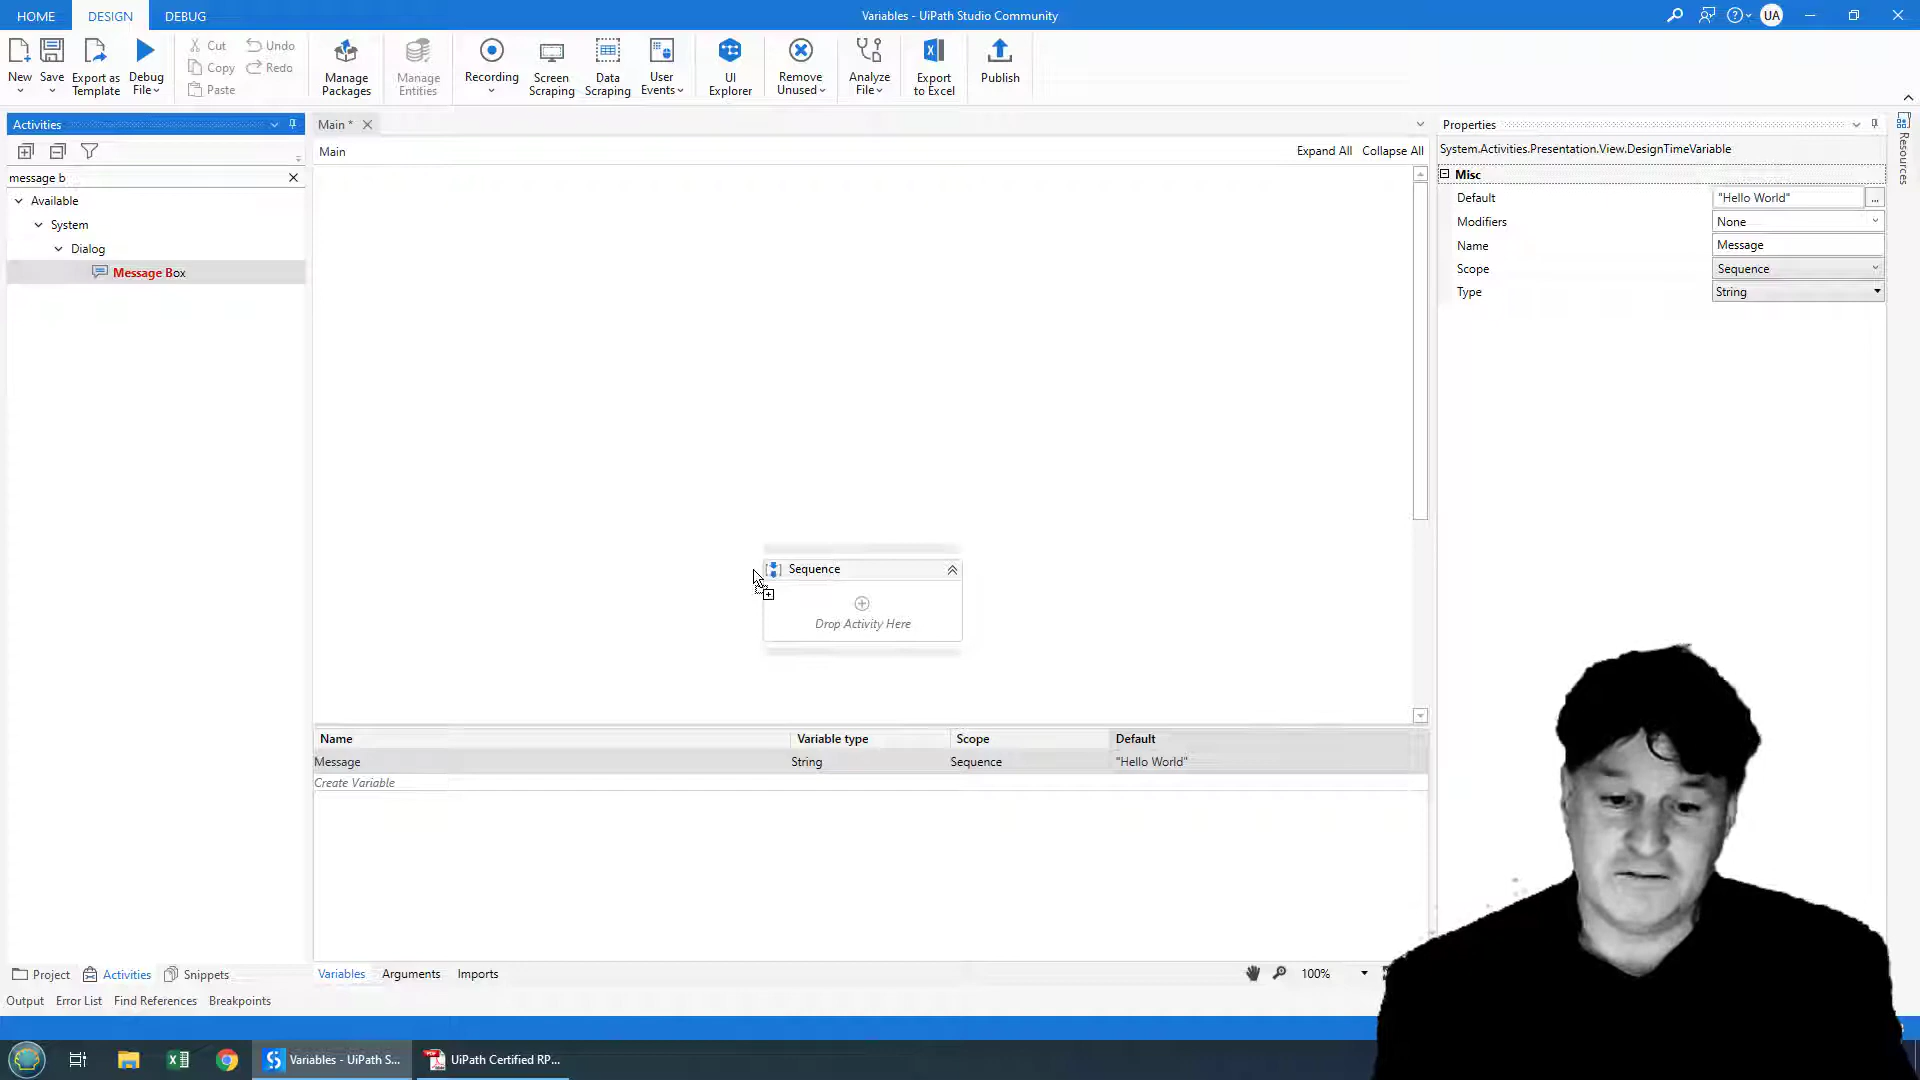 HOME DESIGN DEBUG
Variables - UiPath Studio Community
UA
New
Save
Export as Template
Debug File
Cut
Copy
Paste
Undo
Redo
Manage Packages
Manage Entities
Recording
Screen Scraping
Data Scraping
User Events
UI Explorer
Remove Unused
Analyze File
Export to Excel
Publish
Activities
message b
Available
System
Dialog
Message Box
Main *
Main
Expand All Collapse All
Sequence
Drop Activity Here
Name Variable type Scope Default
Message String Sequence "Hello World"
Create Variable
Variables Arguments Imports
100%
Properties
System.Activities.Presentation.View.DesignTimeVariable
Misc
Default "Hello World" ...
Modifiers None
Name Message
Scope Sequence
Type String
Resources
Project Activities Snippets
Output Error List Find References Breakpoints
Variables - UiPath S...
UiPath Certified RP...